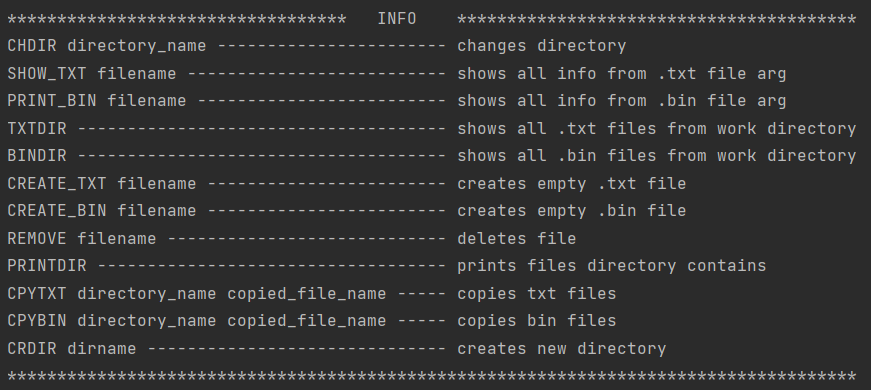 **********************************   INFO    ****************************************
CHDIR directory_name ----------------------- changes directory
SHOW_TXT filename -------------------------- shows all info from .txt file arg
PRINT_BIN filename ------------------------- shows all info from .bin file arg
TXTDIR ------------------------------------- shows all .txt files from work directory
BINDIR ------------------------------------- shows all .bin files from work directory
CREATE_TXT filename ------------------------ creates empty .txt file
CREATE_BIN filename ------------------------ creates empty .bin file
REMOVE filename ---------------------------- deletes file
PRINTDIR ----------------------------------- prints files directory contains
CPYTXT directory_name copied_file_name ----- copies txt files
CPYBIN directory_name copied_file_name ----- copies bin files
CRDIR dirname ------------------------------ creates new directory
*************************************************************************************